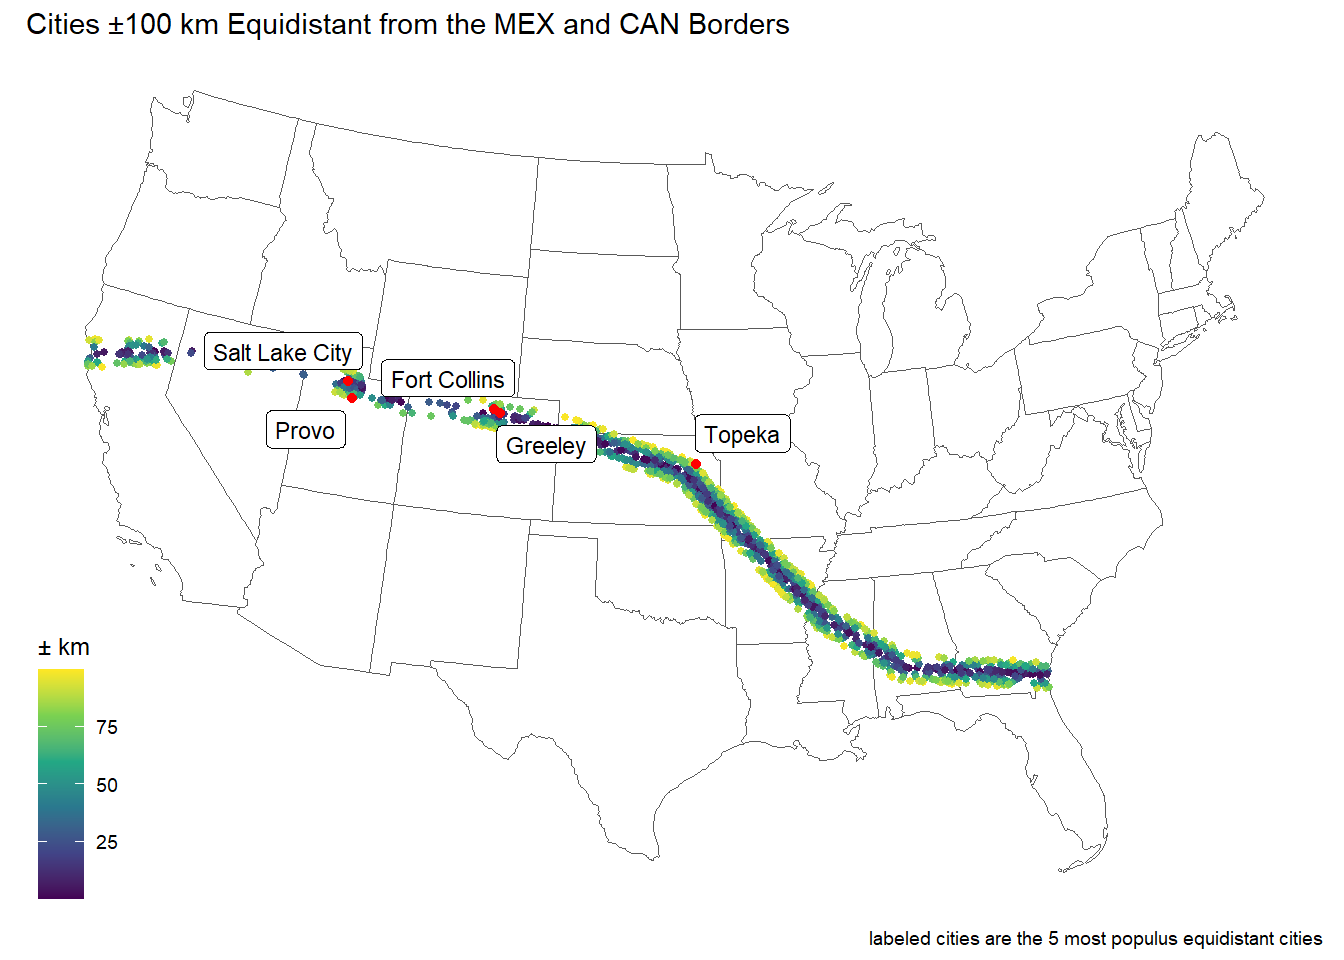 Cities ±100 km Equidistant from the MEX and CAN Borders
Salt Lake City
Fort Collins
Provo
Greeley
Topeka
± km
75
50
25
labeled cities are the 5 most populus equidistant cities